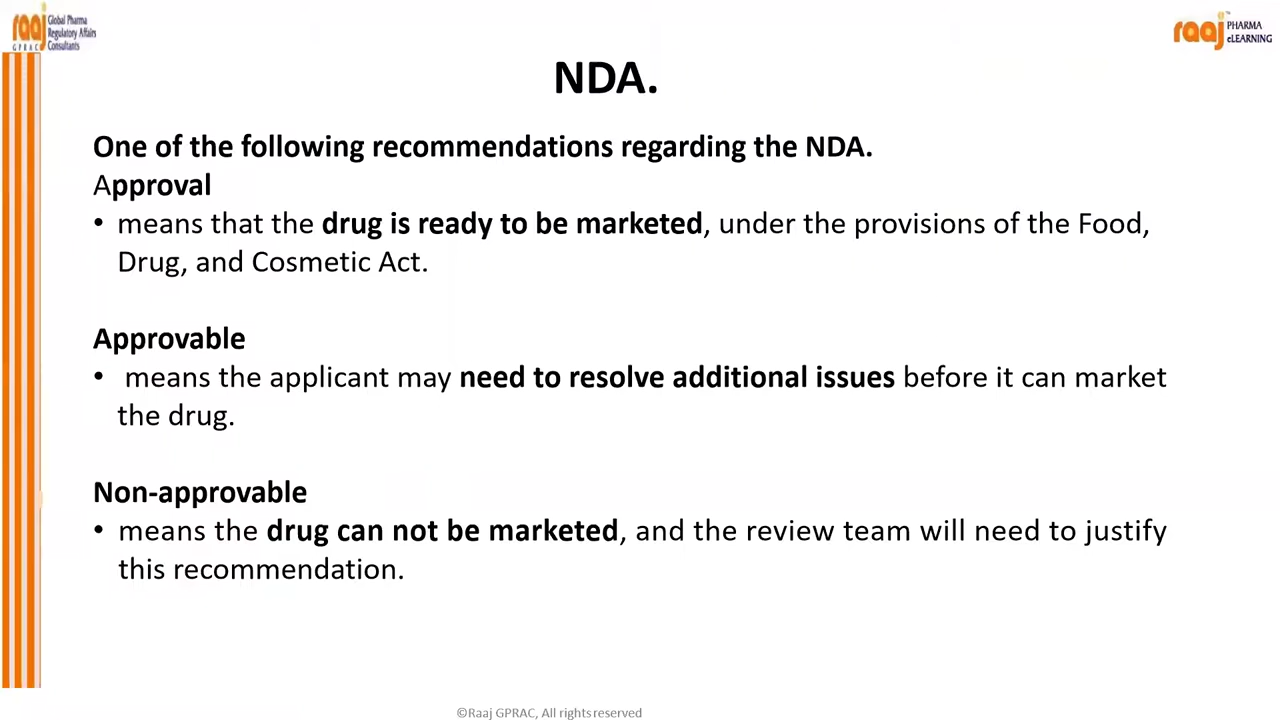 raaj Global Pharma
Regulatory Affairs
GPRAC Consultants
raaj PHARMA
™ eLEARNING
NDA.
One of the following recommendations regarding the NDA.
Approval
• means that the drug is ready to be marketed, under the provisions of the Food,
Drug, and Cosmetic Act.
Approvable
• means the applicant may need to resolve additional issues before it can market
the drug.
Non-approvable
• means the drug can not be marketed, and the review team will need to justify
this recommendation.
©Raaj GPRAC, All rights reserved